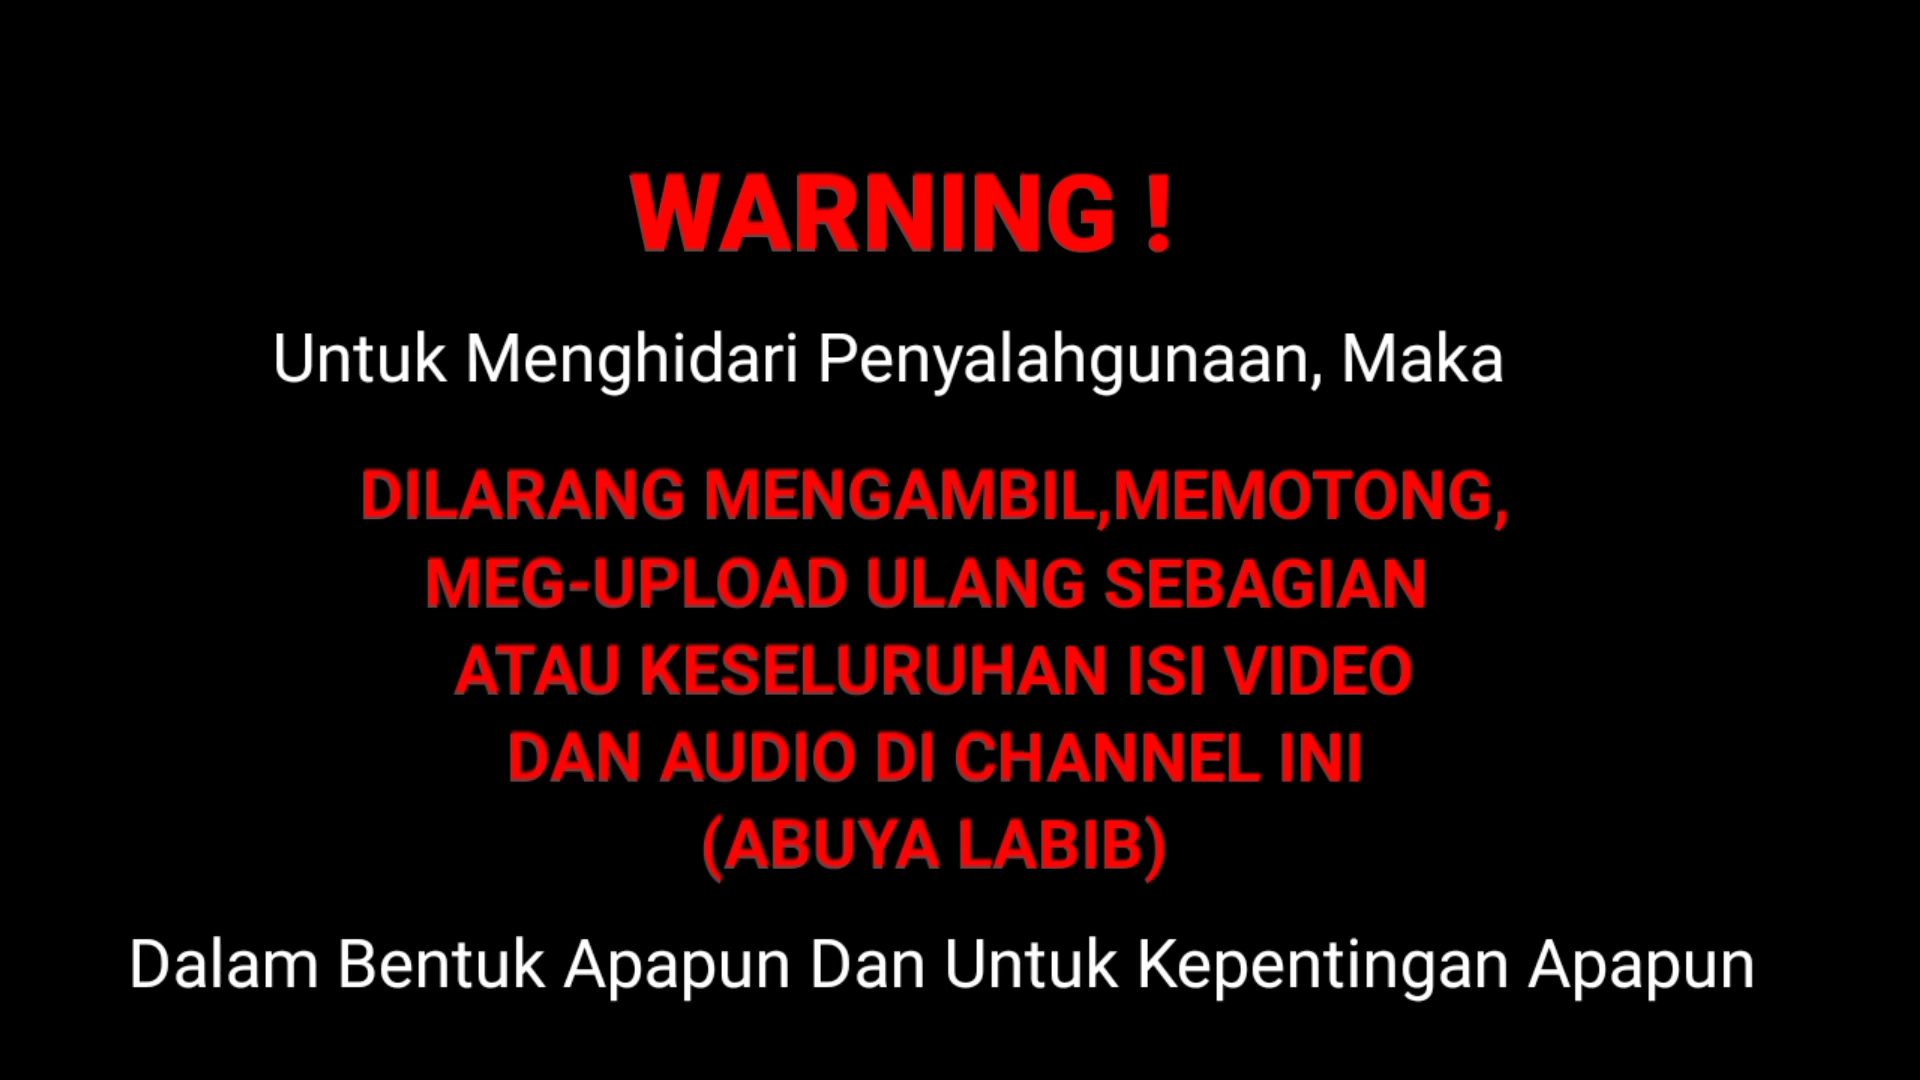 WARNING !
Untuk Menghidari Penyalahgunaan, Maka
DILARANG MENGAMBIL,MEMOTONG,
MEG-UPLOAD ULANG SEBAGIAN
ATAU KESELURUHAN ISI VIDEO
DAN AUDIO DI CHANNEL INI
(ABUYA LABIB)
Dalam Bentuk Apapun Dan Untuk Kepentingan Apapun